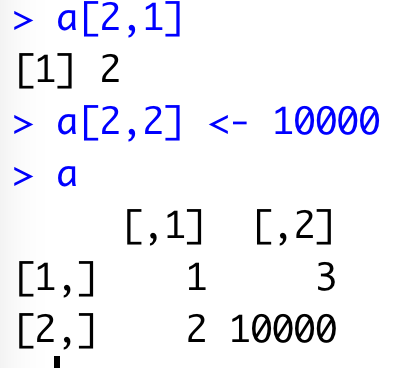 > a[2,1]
[1] 2
> a[2,2] <- 10000
> a
     [,1]  [,2]
[1,]    1     3
[2,]    2 10000